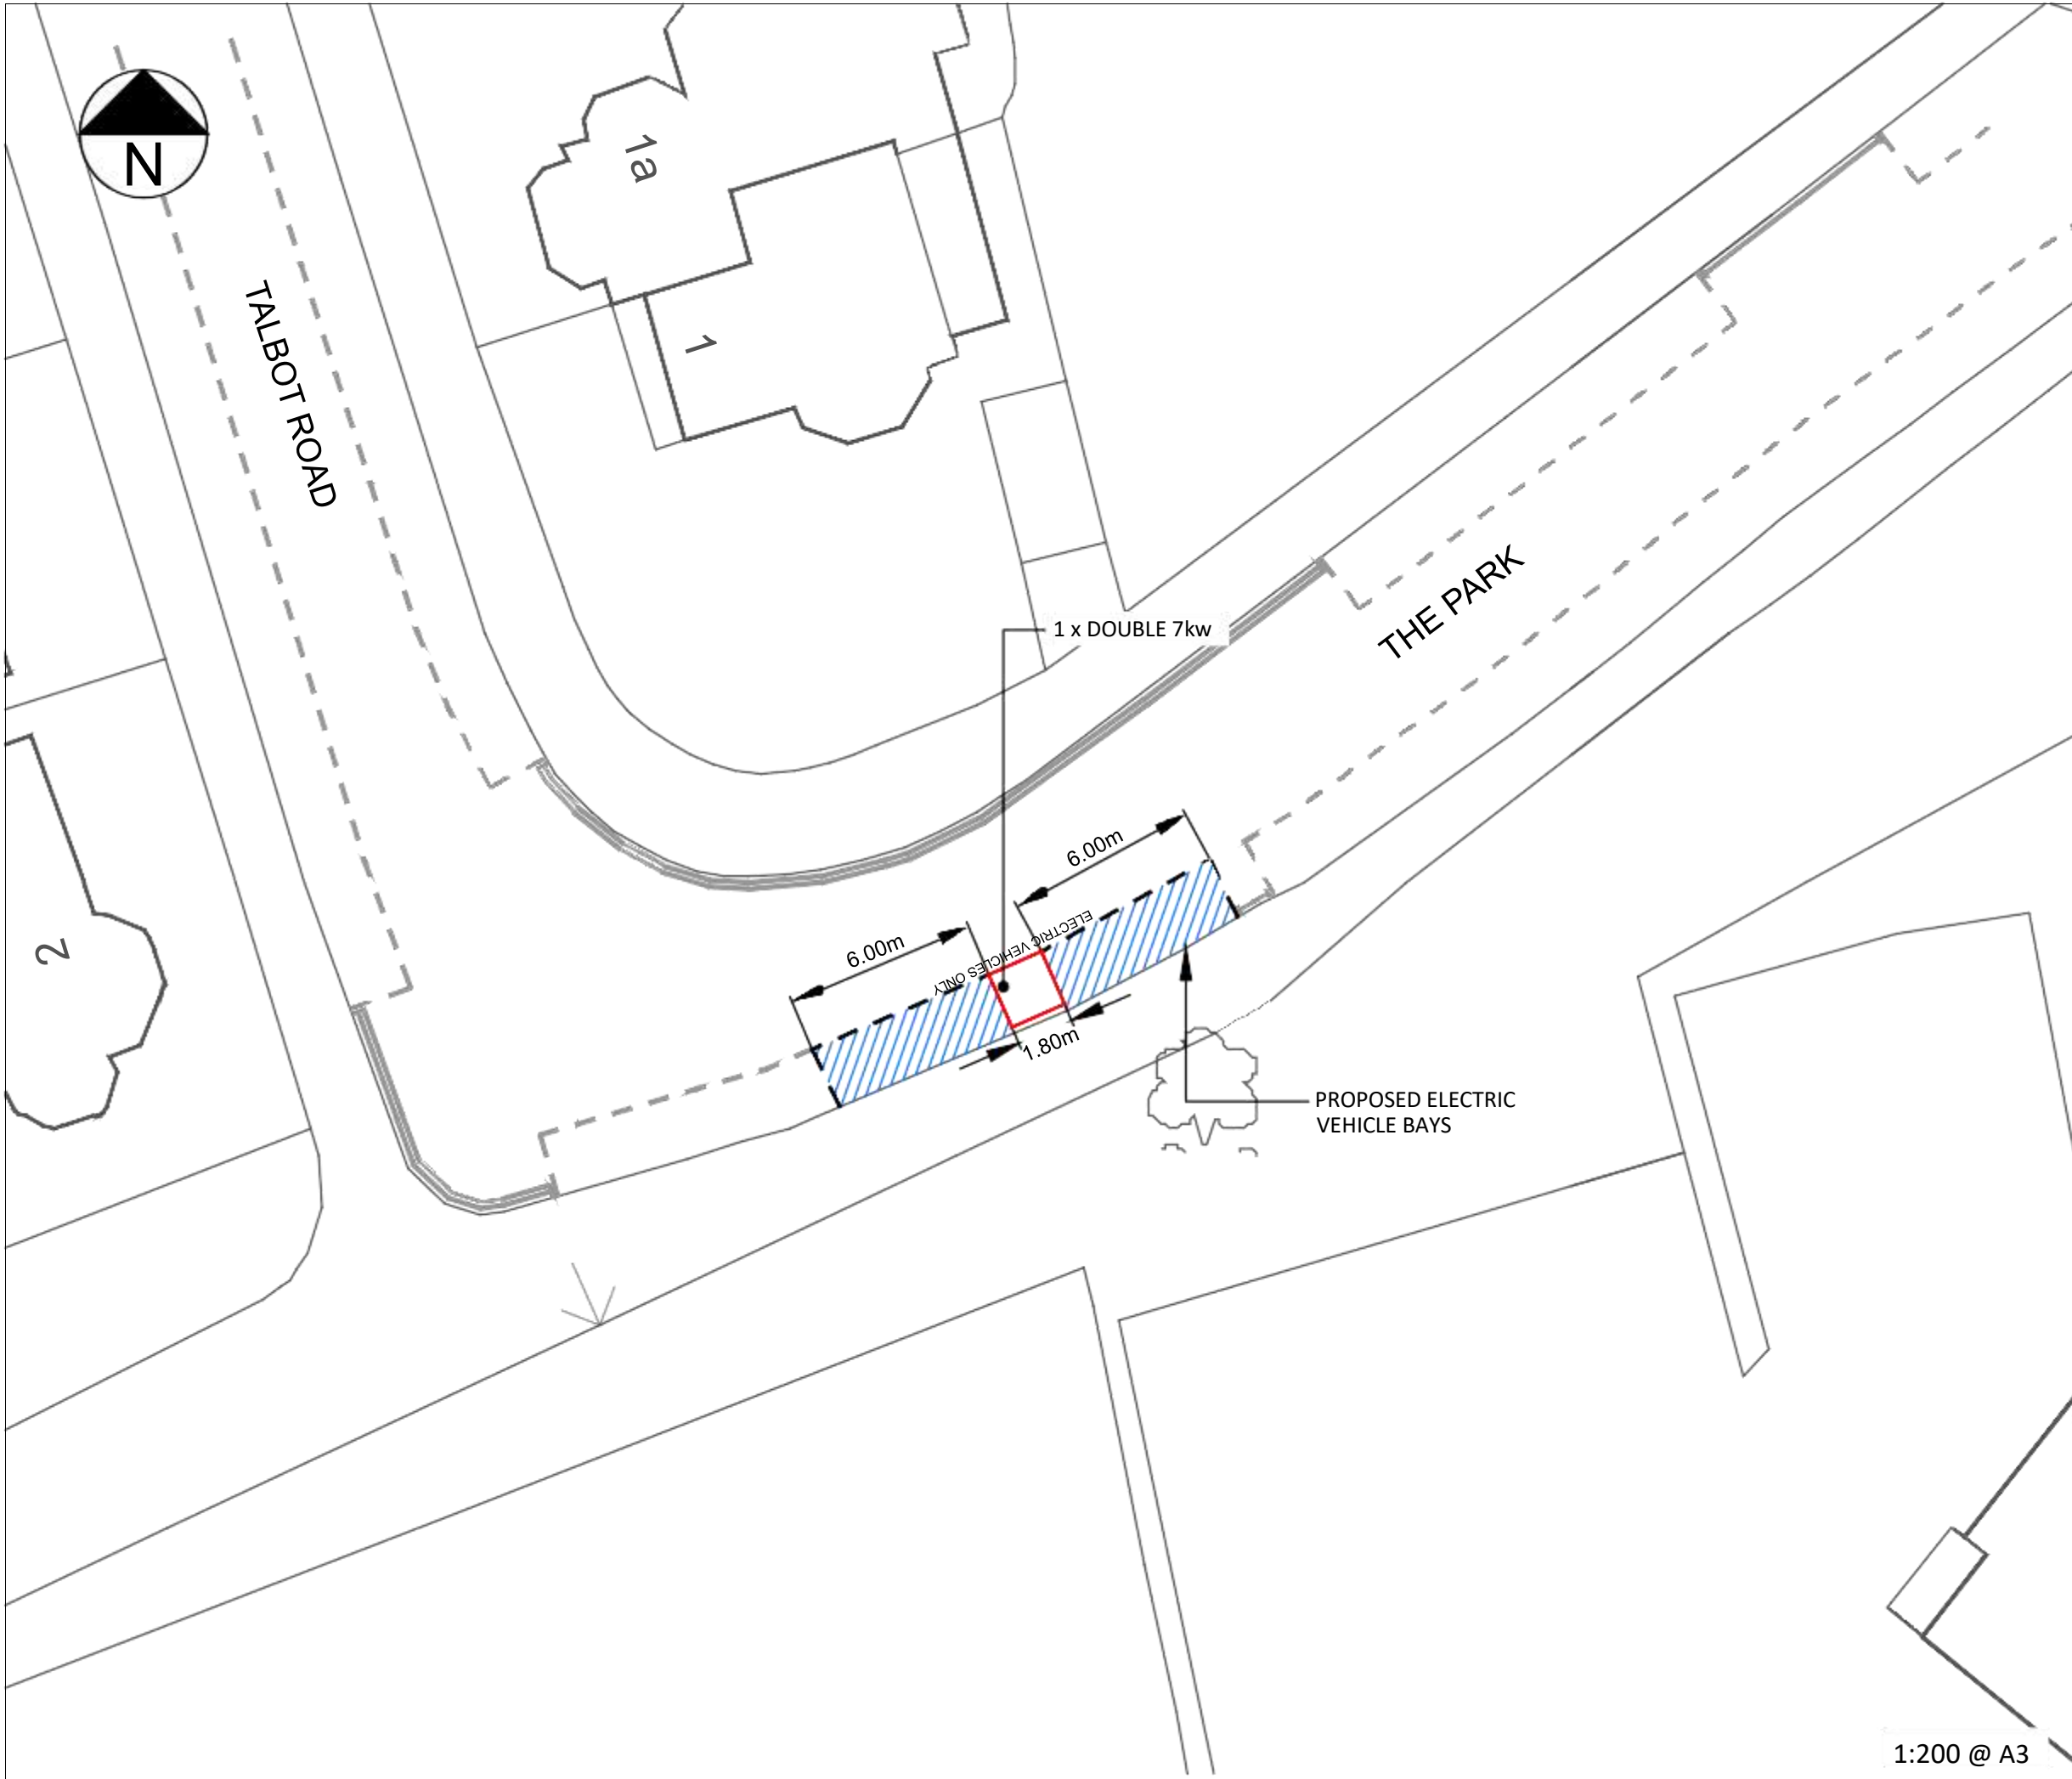 N
1a
TALBOT ROAD
1
THE PARK
1 x DOUBLE 7kw
6.00m
ELECTRIC VEHICLES ONLY
6.00m
2
1.80m
PROPOSED ELECTRIC
VEHICLE BAYS
1:200 @ A3